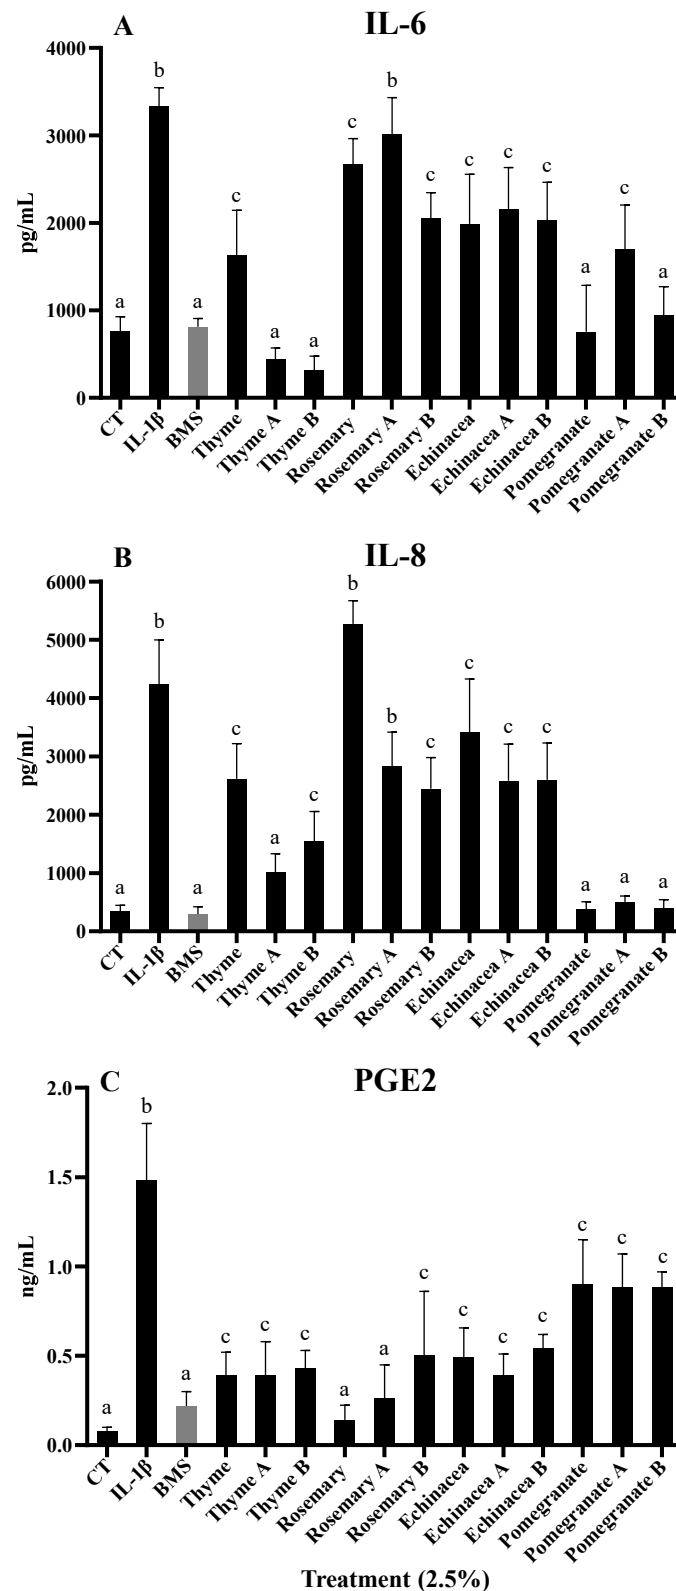 A
IL-6
4000
3000
2000
1000
0
pg/mL
a
b
a
c
a
a
c
b
c
c
c
c
a
c
a
CT
IL-1β
BMS
Thyme
Thyme A
Thyme B
Rosemary
Rosemary A
Rosemary B
Echinacea
Echinacea A
Echinacea B
Pomegranate
Pomegranate A
Pomegranate B
B
IL-8
6000
5000
4000
3000
2000
1000
0
pg/mL
a
b
a
c
a
c
b
b
c
c
c
c
a
a
a
CT
IL-1β
BMS
Thyme
Thyme A
Thyme B
Rosemary
Rosemary A
Rosemary B
Echinacea
Echinacea A
Echinacea B
Pomegranate
Pomegranate A
Pomegranate B
C
PGE2
2.0
1.5
1.0
0.5
0.0
ng/mL
a
b
a
c
c
c
a
a
c
c
c
c
c
c
c
CT
IL-1β
BMS
Thyme
Thyme A
Thyme B
Rosemary
Rosemary A
Rosemary B
Echinacea
Echinacea A
Echinacea B
Pomegranate
Pomegranate A
Pomegranate B
Treatment (2.5%)